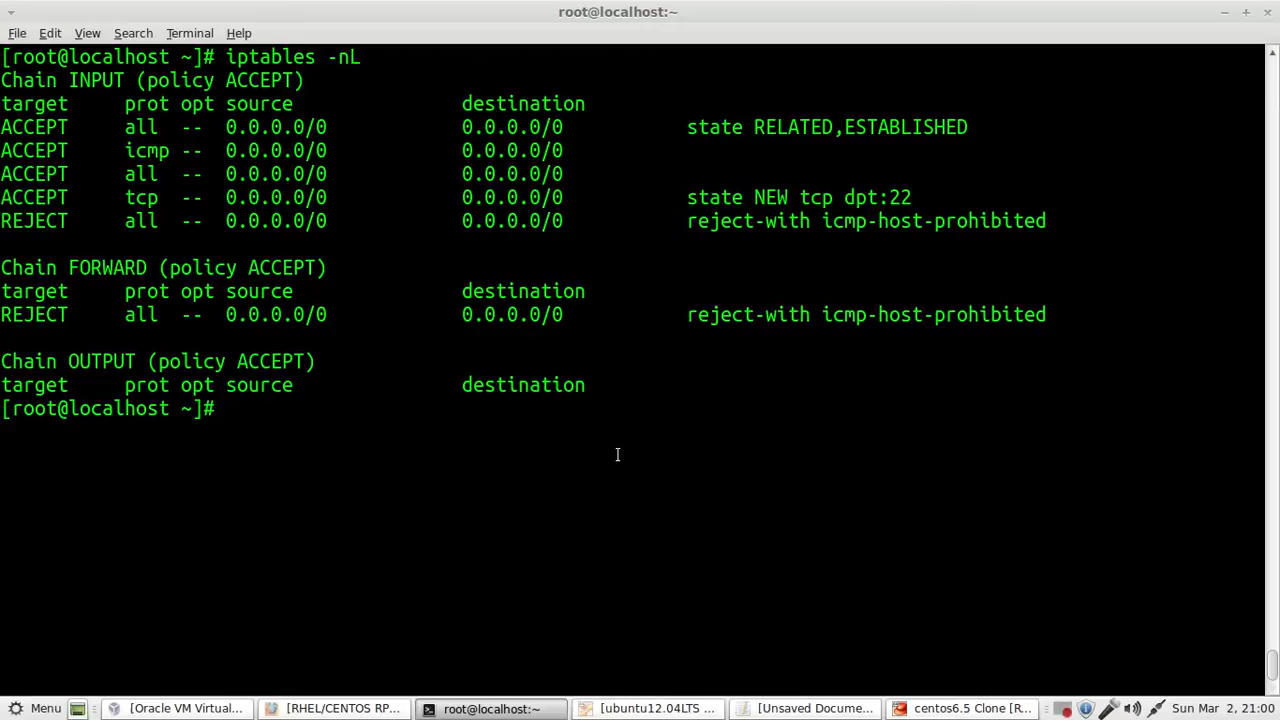 root@localhost:~
File Edit View Search Terminal Help
[root@localhost ~]# iptables -nL
Chain INPUT (policy ACCEPT)
target     prot opt source               destination
ACCEPT     all  --  0.0.0.0/0            0.0.0.0/0           state RELATED,ESTABLISHED
ACCEPT     icmp --  0.0.0.0/0            0.0.0.0/0
ACCEPT     all  --  0.0.0.0/0            0.0.0.0/0
ACCEPT     tcp  --  0.0.0.0/0            0.0.0.0/0           state NEW tcp dpt:22
REJECT     all  --  0.0.0.0/0            0.0.0.0/0           reject-with icmp-host-prohibited
Chain FORWARD (policy ACCEPT)
target     prot opt source               destination
REJECT     all  --  0.0.0.0/0            0.0.0.0/0           reject-with icmp-host-prohibited
Chain OUTPUT (policy ACCEPT)
target     prot opt source               destination
[root@localhost ~]#
Menu [Oracle VM Virtual... [RHEL/CENTOS RP... root@localhost:~ [ubuntu12.04LTS ... [Unsaved Docume... centos6.5 Clone [R... Sun Mar 2, 21:00